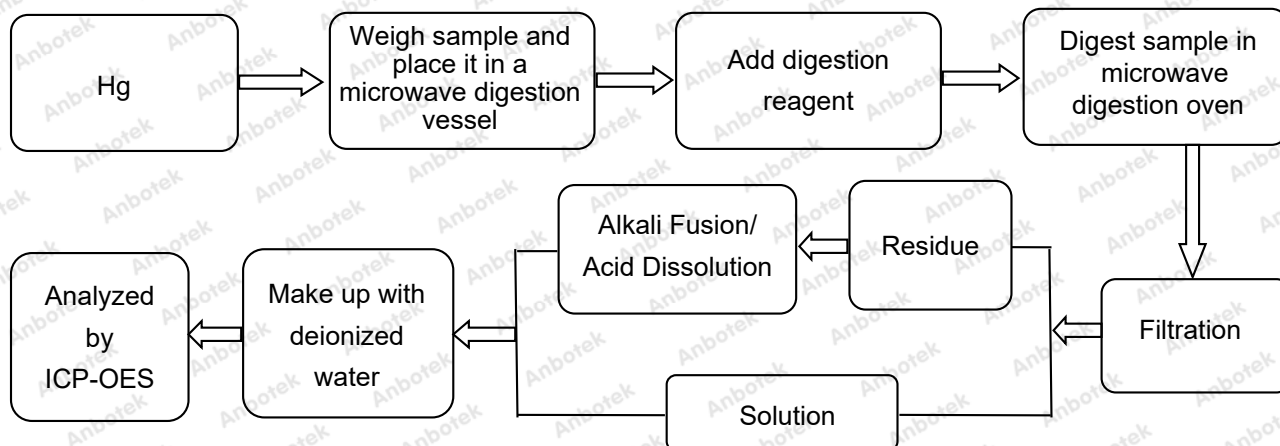 Hg
Weigh sample and
place it in a
microwave digestion
vessel
Add digestion
reagent
Digest sample in
microwave
digestion oven
Filtration
Residue
Alkali Fusion/
Acid Dissolution
Solution
Make up with
deionized
water
Analyzed
by
ICP-OES
Anbotek